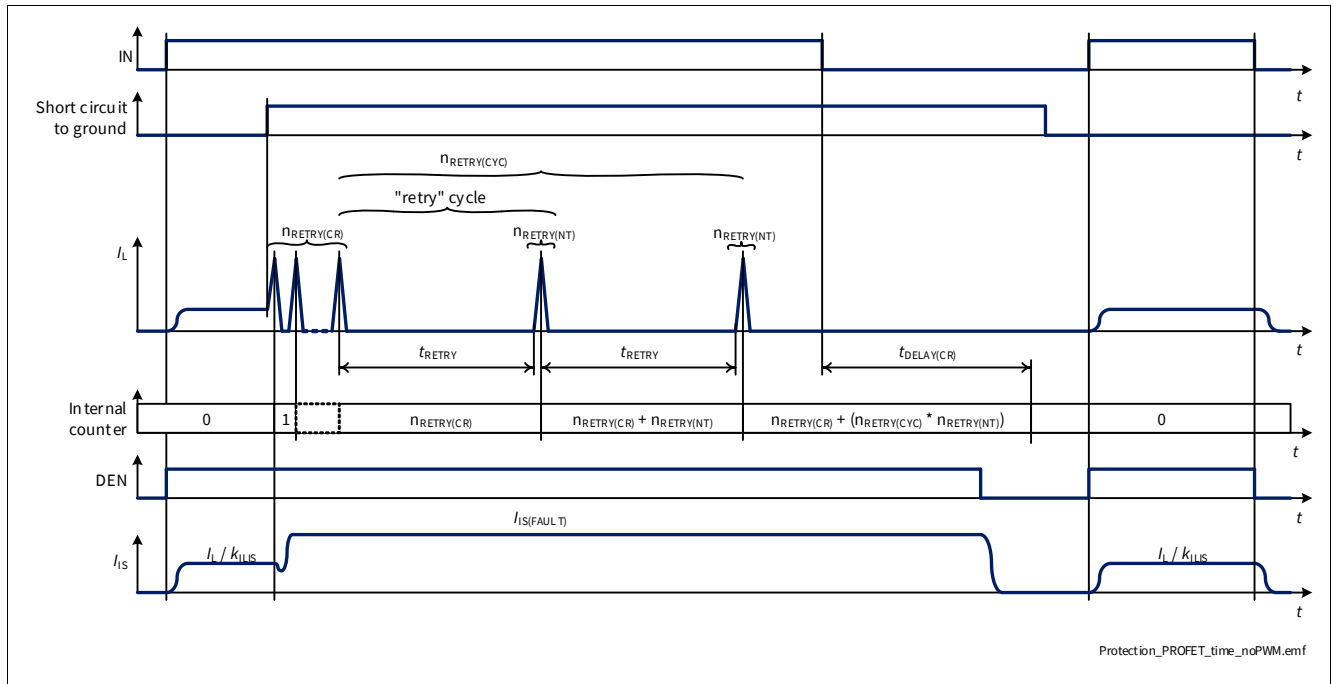 IN
t
Short circuit
to ground
t
nRETRY(CYC)
"retry" cycle
nRETRY(CR)
nRETRY(NT)
nRETRY(NT)
IL
t
tRETRY
tRETRY
tDELAY(CR)
Internal
counter
0
1
nRETRY(CR)
nRETRY(CR) + nRETRY(NT)
nRETRY(CR) + (nRETRY(CYC) * nRETRY(NT))
0
t
DEN
t
IIS(FAULT)
IIS
IL / kILIS
IL / kILIS
t
Protection_PROFET_time_noPWM.emf